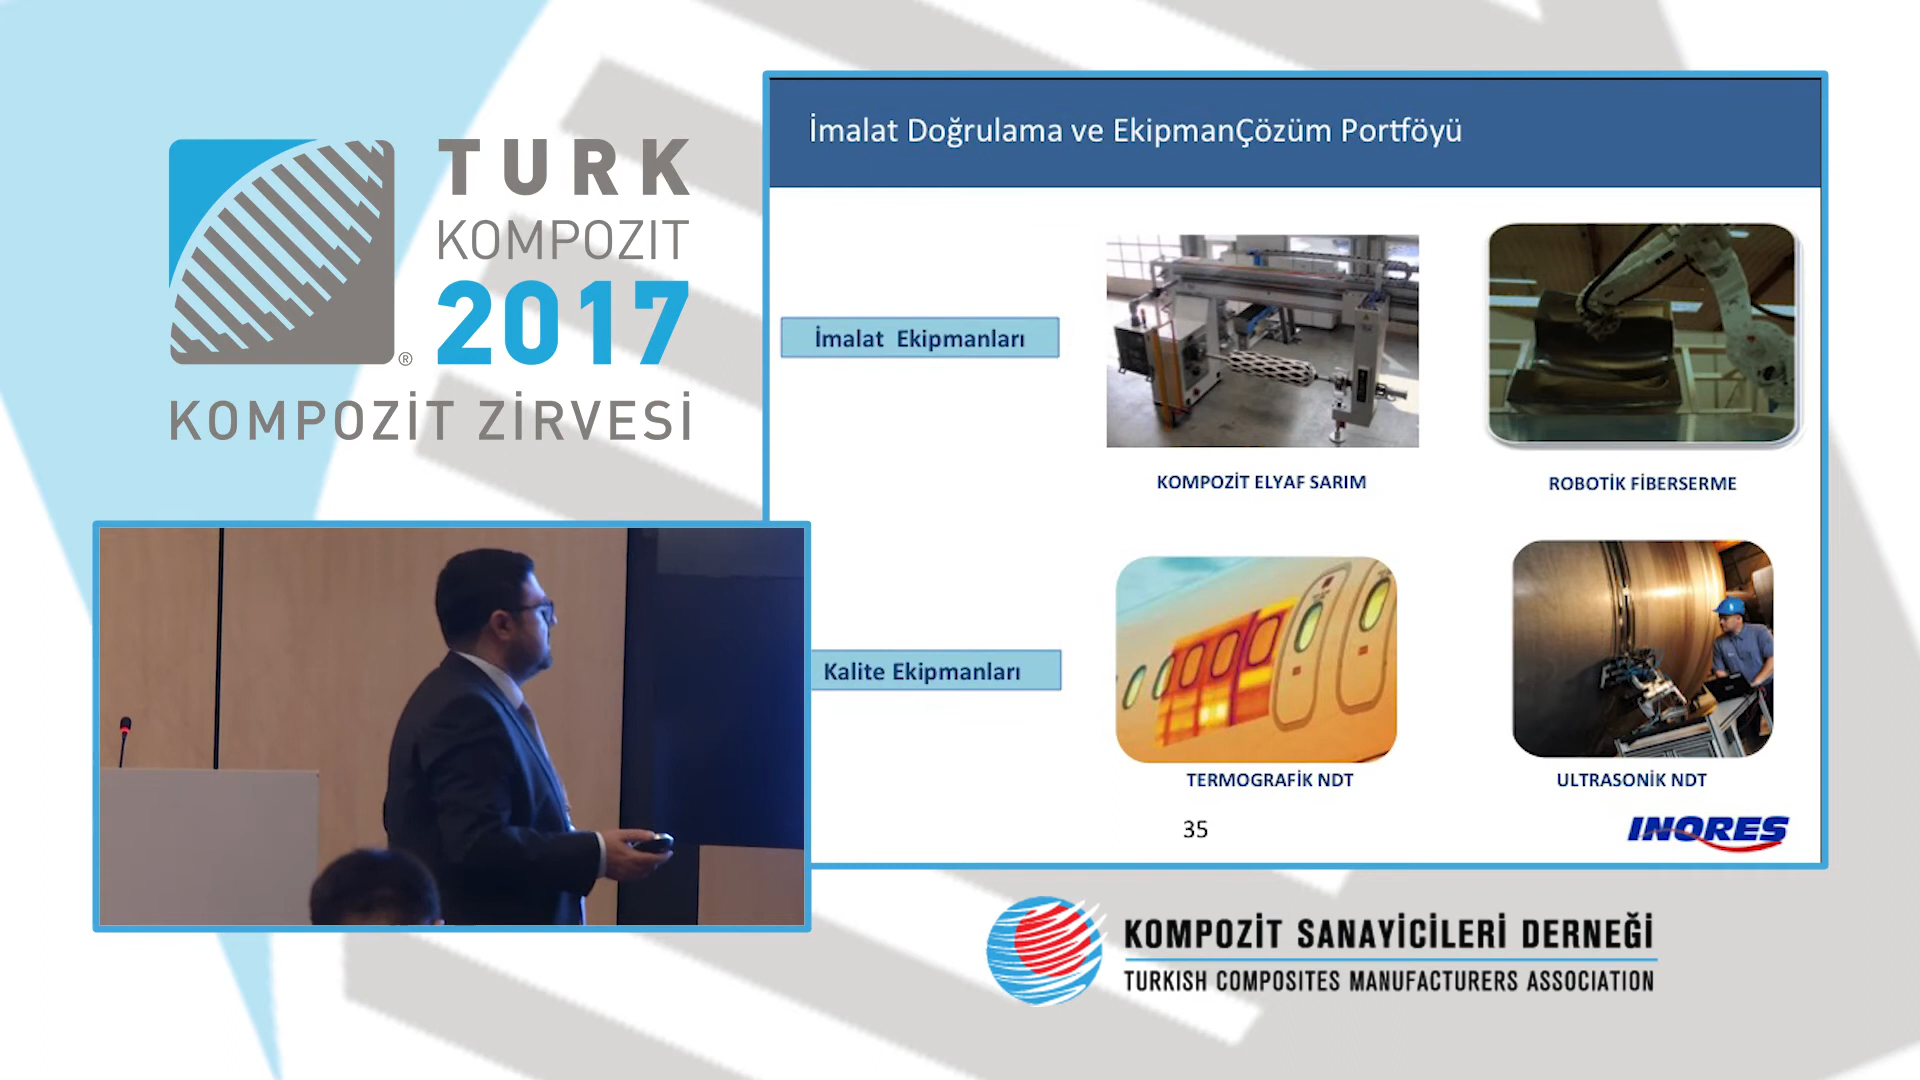 TURK
KOMPOZIT
2017
®
KOMPOZİT ZİRVESİ
İmalat Doğrulama ve EkipmanÇözüm Portföyü
İmalat Ekipmanları
KOMPOZİT ELYAF SARIM
ROBOTİK FİBERSERME
Kalite Ekipmanları
TERMOGRAFİK NDT
ULTRASONİK NDT
35
INORES
KOMPOZİT SANAYİCİLERİ DERNEĞİ
TURKISH COMPOSITES MANUFACTURERS ASSOCIATION